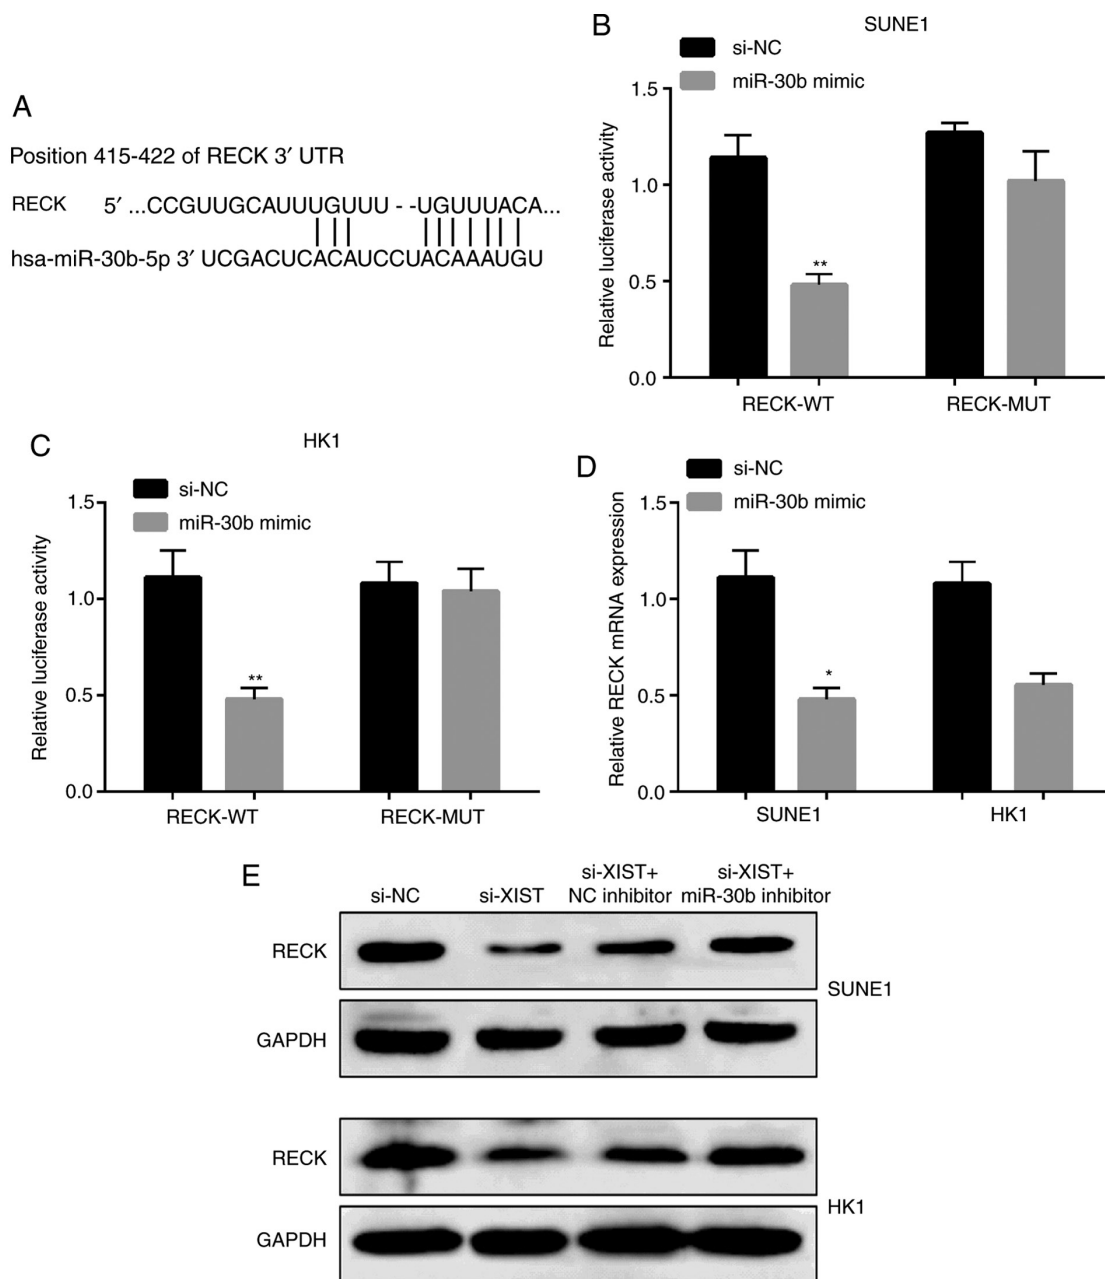 A
Position 415-422 of RECK 3′ UTR
RECK 5′ ...CCGUUGCAUUUGUUU - -UGUUUACA...
hsa-miR-30b-5p 3′ UCGACUCACAUCCUACAAAUGU
B
SUNE1
si-NC
miR-30b mimic
Relative luciferase activity
1.5
1.0
0.5
0.0
**
RECK-WT RECK-MUT
C
HK1
si-NC
miR-30b mimic
Relative luciferase activity
1.5
1.0
0.5
0.0
**
RECK-WT RECK-MUT
D
si-NC
miR-30b mimic
Relative RECK mRNA expression
1.5
1.0
0.5
0.0
*
SUNE1 HK1
E
si-NC si-XIST si-XIST+ NC inhibitor si-XIST+ miR-30b inhibitor
RECK
SUNE1
GAPDH
RECK
HK1
GAPDH